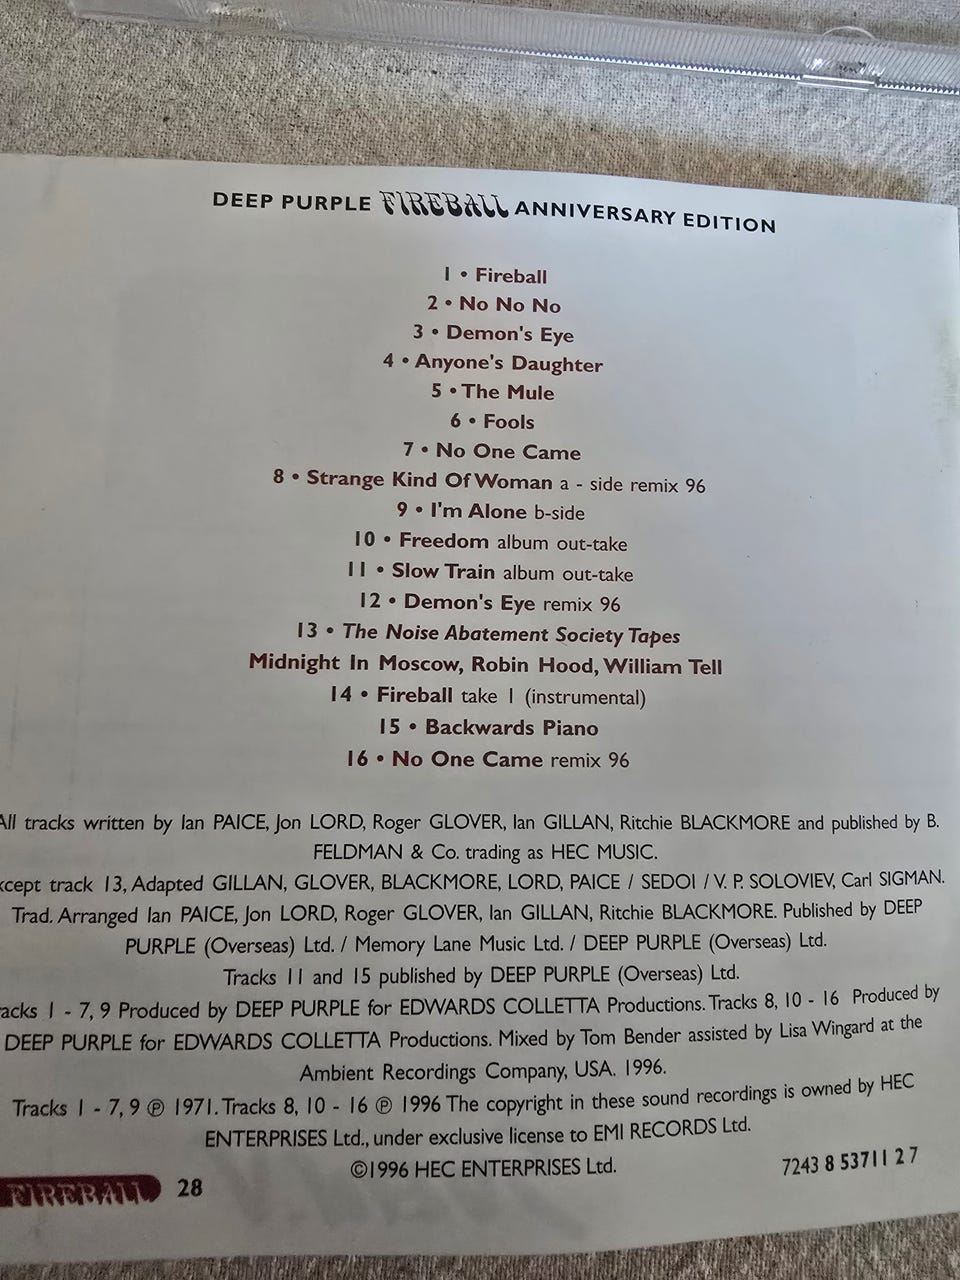 DEEP PURPLE FIREBALL ANNIVERSARY EDITION
1 • Fireball
2 • No No No
3 • Demon's Eye
4 • Anyone's Daughter
5 • The Mule
6 • Fools
7 • No One Came
8 • Strange Kind Of Woman a - side remix 96
9 • I'm Alone b-side
10 • Freedom album out-take
11 • Slow Train album out-take
12 • Demon's Eye remix 96
13 • The Noise Abatement Society Tapes
Midnight In Moscow, Robin Hood, William Tell
14 • Fireball take 1 (instrumental)
15 • Backwards Piano
16 • No One Came remix 96
All tracks written by Ian PAICE, Jon LORD, Roger GLOVER, Ian GILLAN, Ritchie BLACKMORE and published by B.
FELDMAN & Co. trading as HEC MUSIC.
xcept track 13, Adapted GILLAN, GLOVER, BLACKMORE, LORD, PAICE / SEDOI / V. P. SOLOVIEV, Carl SIGMAN.
Trad. Arranged Ian PAICE, Jon LORD, Roger GLOVER, Ian GILLAN, Ritchie BLACKMORE. Published by DEEP
PURPLE (Overseas) Ltd. / Memory Lane Music Ltd. / DEEP PURPLE (Overseas) Ltd.
Tracks 11 and 15 published by DEEP PURPLE (Overseas) Ltd.
acks 1 - 7, 9 Produced by DEEP PURPLE for EDWARDS COLLETTA Productions. Tracks 8, 10 - 16 Produced by
DEEP PURPLE for EDWARDS COLLETTA Productions. Mixed by Tom Bender assisted by Lisa Wingard at the
Ambient Recordings Company, USA. 1996.
Tracks 1 - 7, 9 ℗ 1971. Tracks 8, 10 - 16 ℗ 1996 The copyright in these sound recordings is owned by HEC
ENTERPRISES Ltd., under exclusive license to EMI RECORDS Ltd.
©1996 HEC ENTERPRISES Ltd.
7243 8 53711 2 7
FIREBALL 28